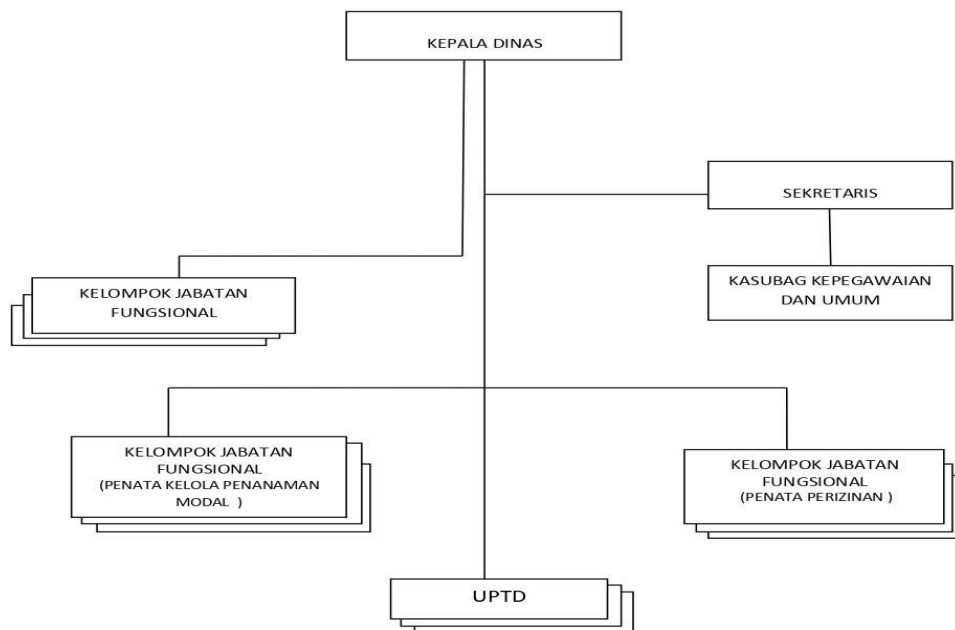 KEPALA DINAS
SEKRETARIS
KASUBAG KEPEGAWAIAN
DAN UMUM
KELOMPOK JABATAN
FUNGSIONAL
KELOMPOK JABATAN
FUNGSIONAL
(PENATA KELOLA PENANAMAN
MODAL )
KELOMPOK JABATAN
FUNGSIONAL
(PENATA PERIZINAN )
UPTD